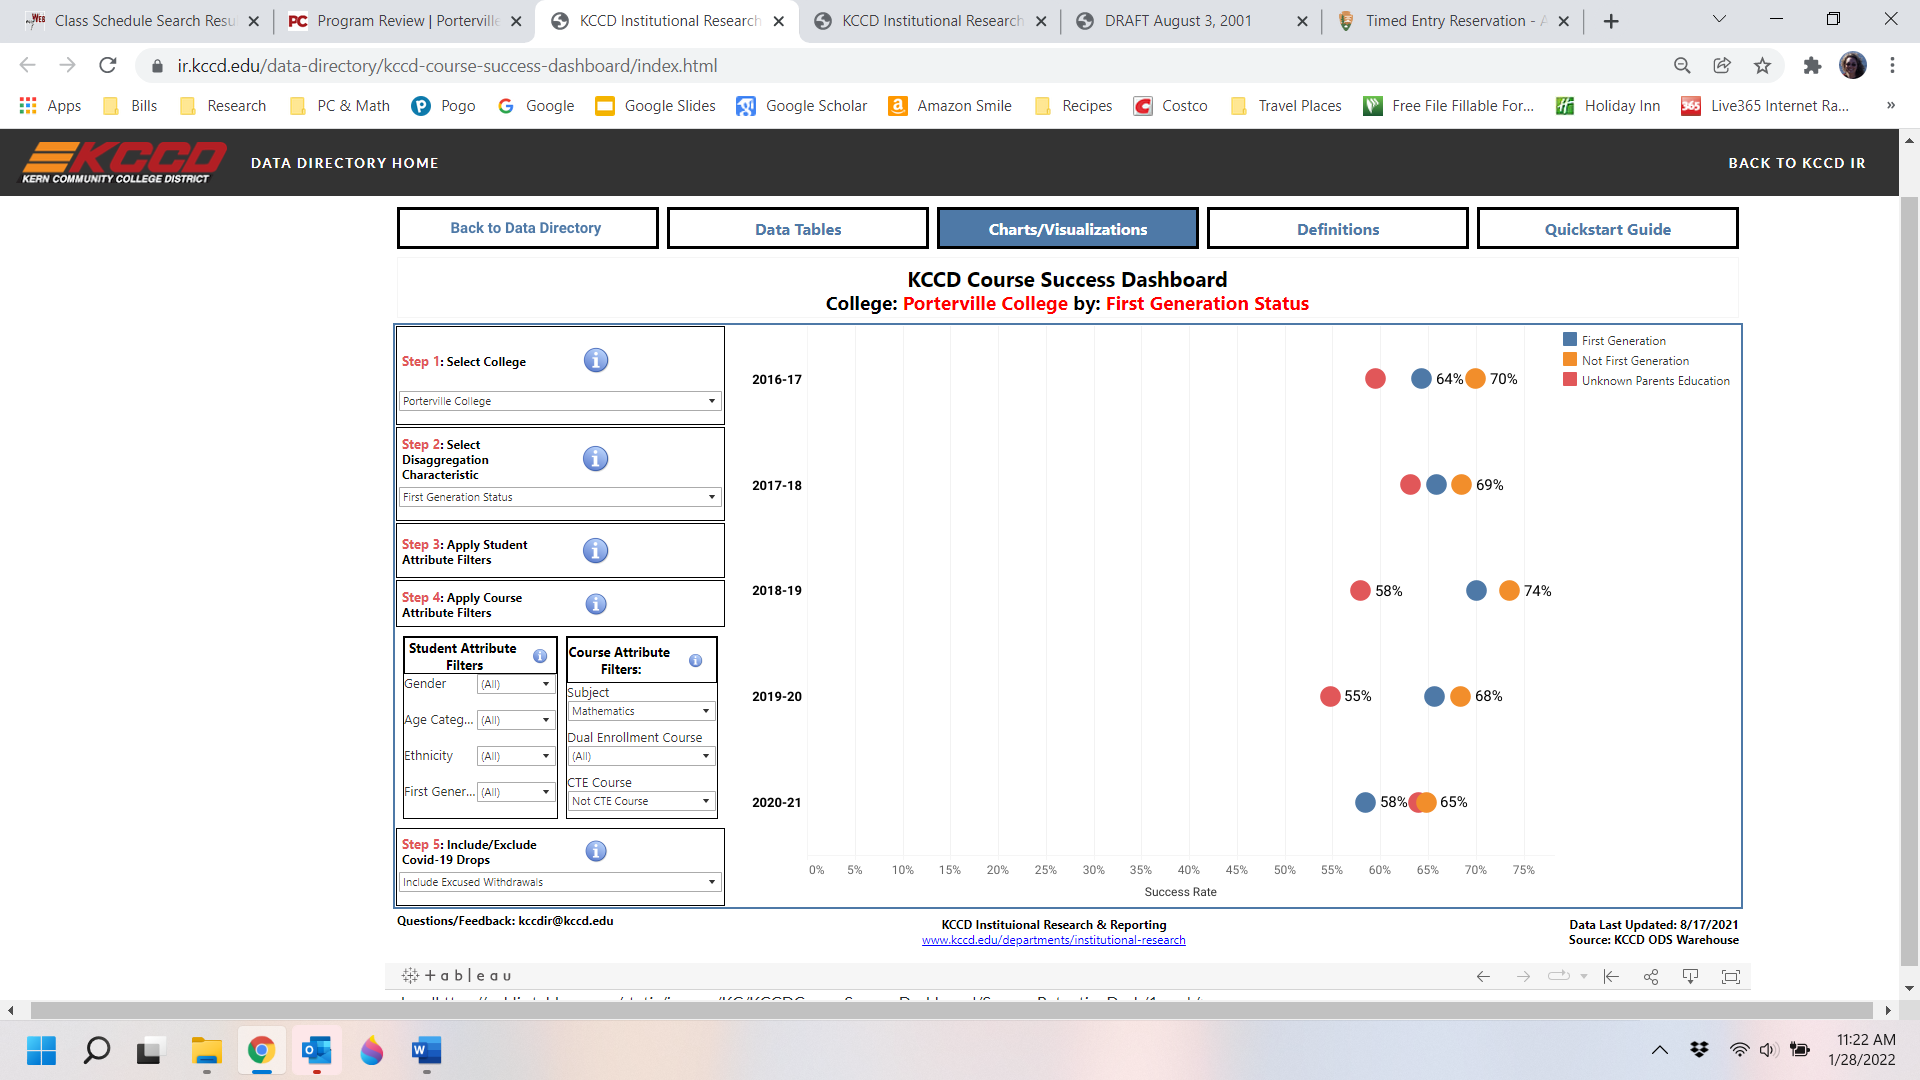 Class Schedule Search Resu
PC Program Review | Porterville
KCCD Institutional Research
KCCD Institutional Research
DRAFT August 3, 2001
Timed Entry Reservation - A
ir.kccd.edu/data-directory/kccd-course-success-dashboard/index.html
Apps Bills Research PC & Math Pogo Google Google Slides Google Scholar Amazon Smile Recipes Costco Travel Places Free File Fillable For... Holiday Inn 365 Live365 Internet Ra... »
KCCD
KERN COMMUNITY COLLEGE DISTRICT
DATA DIRECTORY HOME
BACK TO KCCD IR
Back to Data Directory
Data Tables
Charts/Visualizations
Definitions
Quickstart Guide
KCCD Course Success Dashboard
College: Porterville College by: First Generation Status
Step 1: Select College
Porterville College
Step 2: Select
Disaggregation
Characteristic
First Generation Status
Step 3: Apply Student
Attribute Filters
Step 4: Apply Course
Attribute Filters
Student Attribute
Filters
Gender (All)
Age Categ... (All)
Ethnicity (All)
First Gener... (All)
Course Attribute
Filters:
Subject
Mathematics
Dual Enrollment Course
(All)
CTE Course
Not CTE Course
Step 5: Include/Exclude
Covid-19 Drops
Include Excused Withdrawals
2016-17 64% 70%
2017-18 69%
2018-19 58% 74%
2019-20 55% 68%
2020-21 58% 65%
0% 5% 10% 15% 20% 25% 30% 35% 40% 45% 50% 55% 60% 65% 70% 75%
Success Rate
First Generation
Not First Generation
Unknown Parents Education
Questions/Feedback: kccdir@kccd.edu
KCCD Instituional Research & Reporting
www.kccd.edu/departments/institutional-research
Data Last Updated: 8/17/2021
Source: KCCD ODS Warehouse
+ableau
11:22 AM
1/28/2022